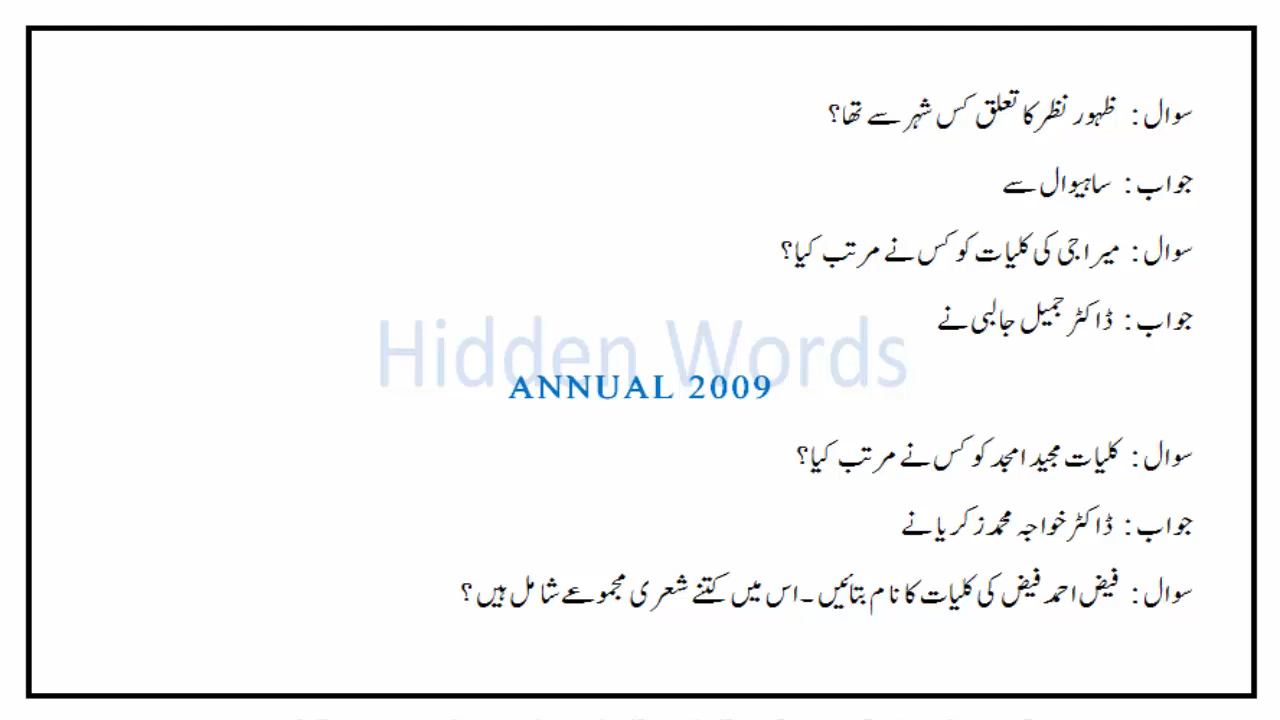 سوال : ظہور نظر کا تعلق کس شہر سے تھا؟
جواب : ساہیوال سے
سوال : میرا جی کی کلیات کو کس نے مرتب کیا؟
جواب : ڈاکٹر جمیل جالبی نے
Hidden Words
ANNUAL 2009
سوال : کلیات مجید امجد کو کس نے مرتب کیا؟
جواب : ڈاکٹر خواجہ محمد زکریا نے
سوال : فیض احمد فیض کی کلیات کا نام بتائیں۔ اس میں کتنے شعری مجموعے شامل ہیں؟